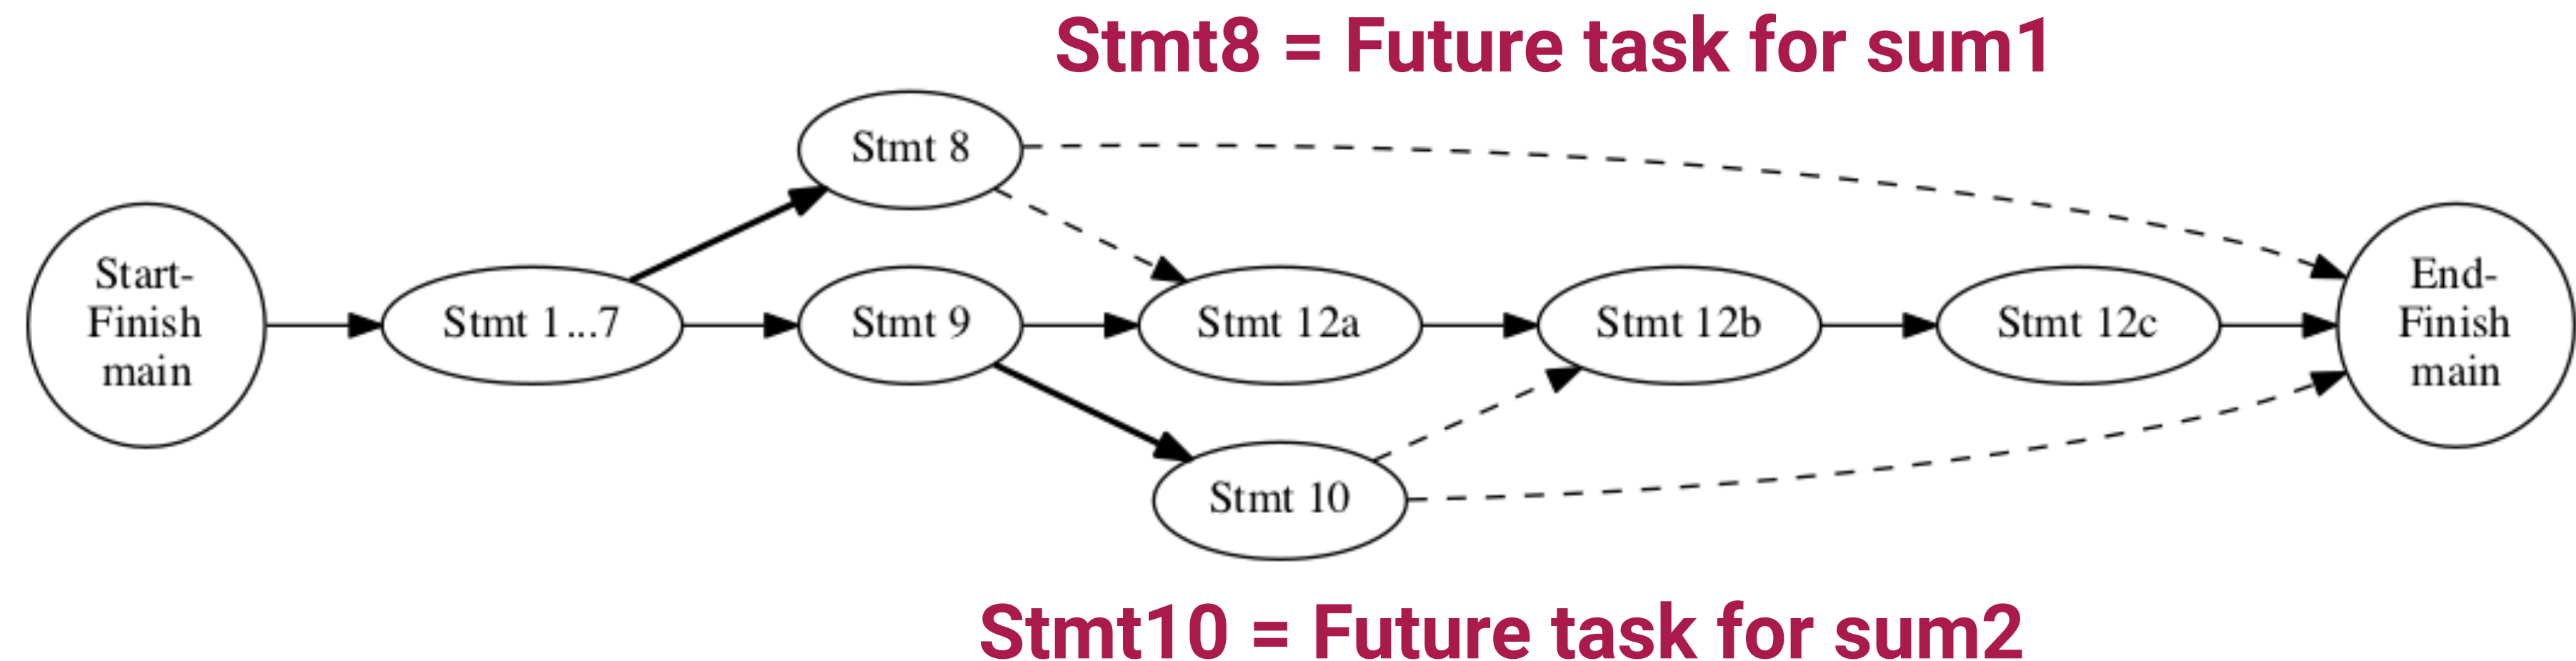 Stmt8 = Future task for sum1
Stmt 8
Start-
Finish
main
Stmt 1...7
Stmt 9
Stmt 12a
Stmt 12b
Stmt 12c
End-
Finish
main
Stmt 10
Stmt10 = Future task for sum2